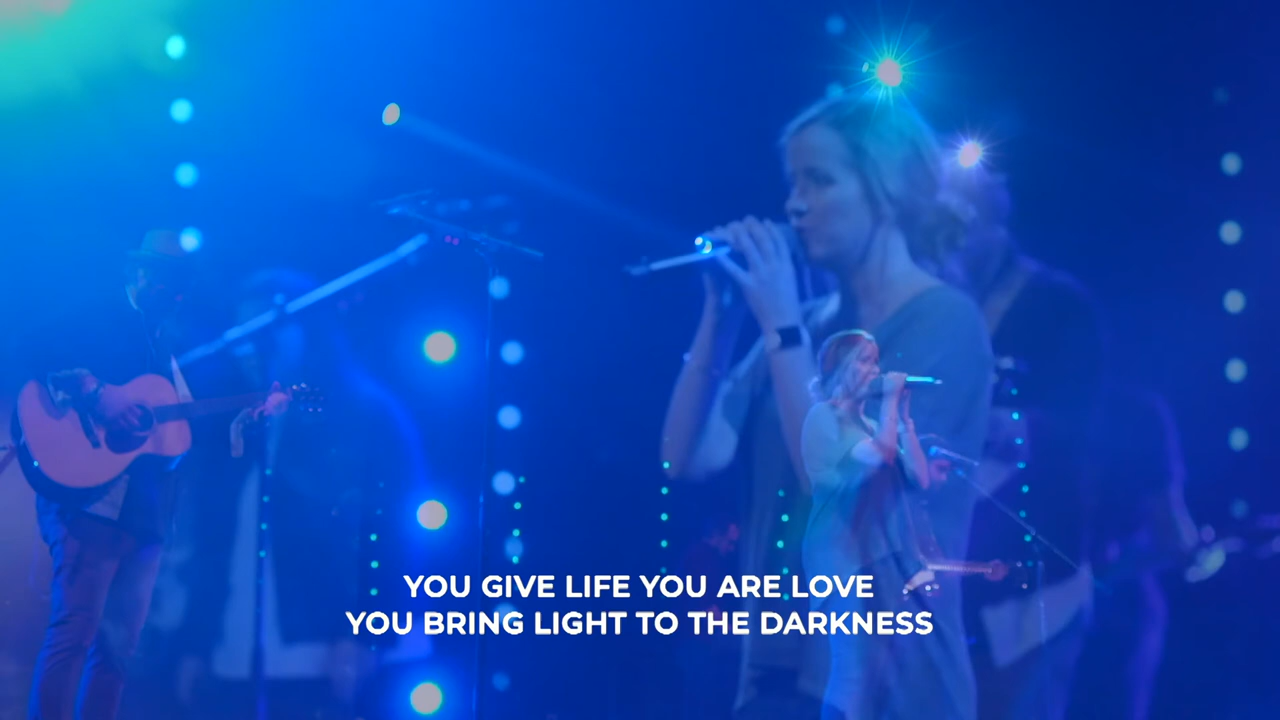 YOU GIVE LIFE YOU ARE LOVE
YOU BRING LIGHT TO THE DARKNESS